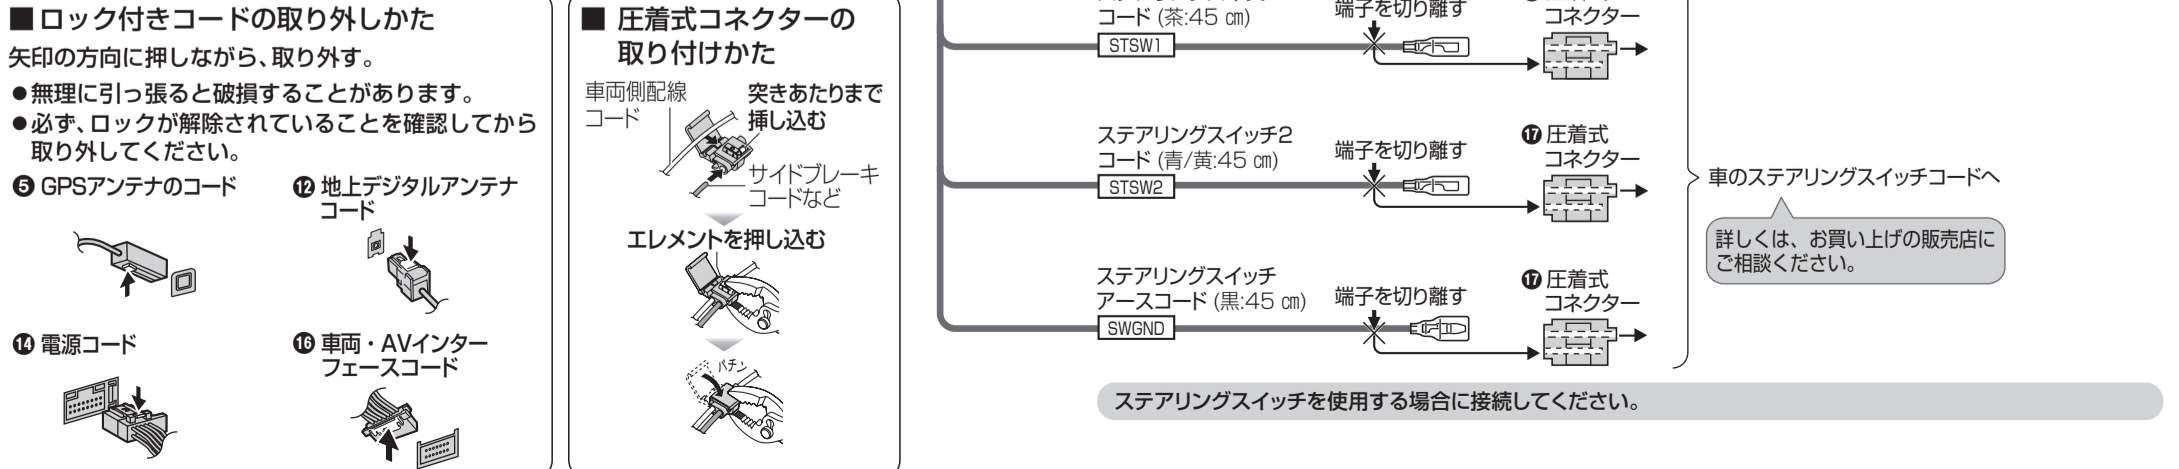 ■ロック付きコードの取り外しかた
矢印の方向に押しながら、取り外す。
●無理に引っ張ると破損することがあります。
●必ず、ロックが解除されていることを確認してから
取り外してください。
❺ GPSアンテナのコード
⓬ 地上デジタルアンテナ
コード
⓮ 電源コード
⓰ 車両・AVインター
フェースコード
■ 圧着式コネクターの
取り付けかた
車両側配線
コード
突きあたりまで
挿し込む
サイドブレーキ
コードなど
エレメントを押し込む
パチン
コード (茶:45 ㎝)
STSW1
端子を切り離す
コネクター
ステアリングスイッチ2
コード (青/黄:45 ㎝)
STSW2
端子を切り離す
⓱ 圧着式
コネクター
ステアリングスイッチ
アースコード (黒:45 ㎝)
SWGND
端子を切り離す
⓱ 圧着式
コネクター
車のステアリングスイッチコードへ
詳しくは、お買い上げの販売店に
ご相談ください。
ステアリングスイッチを使用する場合に接続してください。